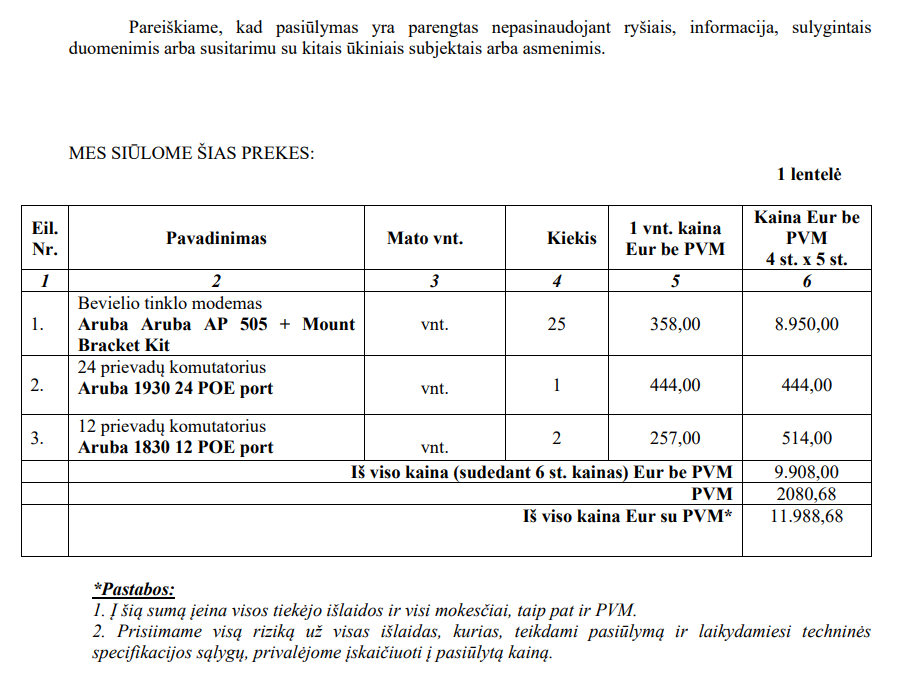 Pareiškiame, kad pasiūlymas yra parengtas nepasinaudojant ryšiais, informacija, sulygintais
duomenimis arba susitarimu su kitais ūkiniais subjektais arba asmenimis.
MES SIŪLOME ŠIAS PREKES:
1 lentelė
Eil. Nr. Pavadinimas Mato vnt. Kiekis 1 vnt. kaina Eur be PVM Kaina Eur be PVM 4 st. x 5 st.
1 2 3 4 5 6
Bevielio tinklo modemas
1. Aruba Aruba AP 505 + Mount vnt. 25 358,00 8.950,00
Bracket Kit
24 prievadų komutatorius
2. Aruba 1930 24 POE port vnt. 1 444,00 444,00
12 prievadų komutatorius
3. Aruba 1830 12 POE port vnt. 2 257,00 514,00
Iš viso kaina (sudedant 6 st. kainas) Eur be PVM 9.908,00
PVM 2080,68
Iš viso kaina Eur su PVM* 11.988,68
*Pastabos:
1. Į šią sumą įeina visos tiekėjo išlaidos ir visi mokesčiai, taip pat ir PVM.
2. Prisiimame visą riziką už visas išlaidas, kurias, teikdami pasiūlymą ir laikydamiesi techninės
specifikacijos sąlygų, privalėjome įskaičiuoti į pasiūlytą kainą.